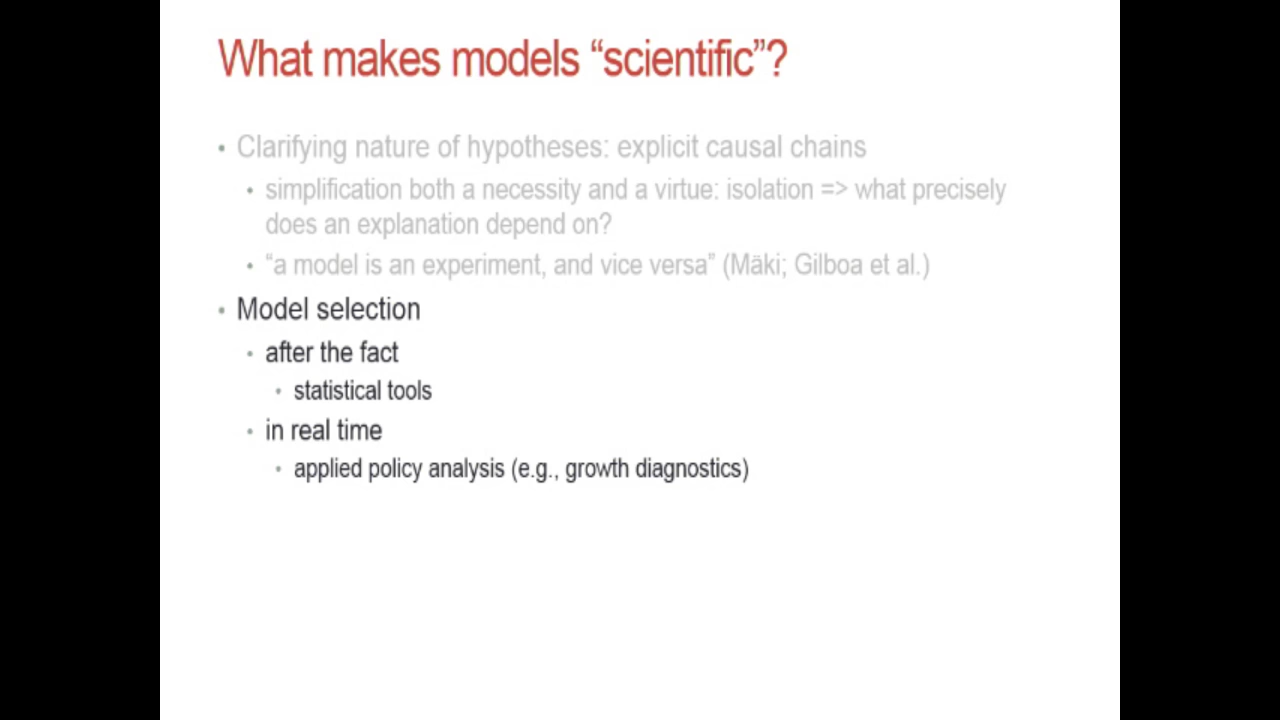 What makes models “scientific”?
• Clarifying nature of hypotheses: explicit causal chains
• simplification both a necessity and a virtue: isolation => what precisely
does an explanation depend on?
• “a model is an experiment, and vice versa” (Mäki; Gilboa et al.)
• Model selection
• after the fact
• statistical tools
• in real time
• applied policy analysis (e.g., growth diagnostics)